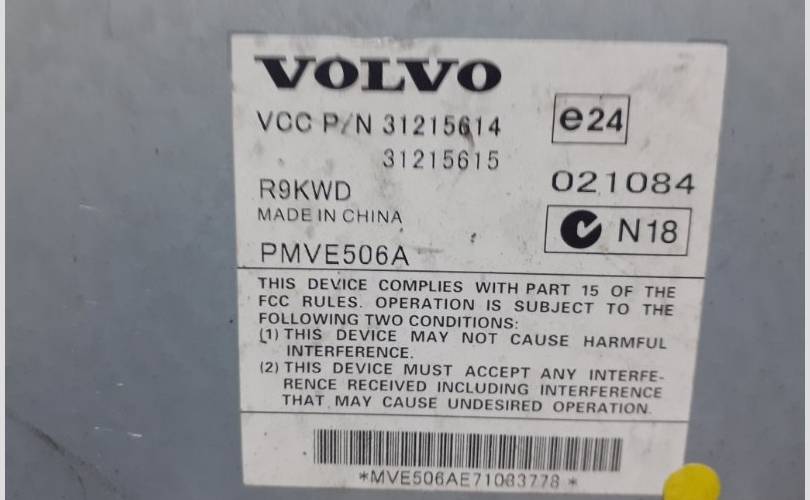 VOLVO
VCC P/N 31215614
31215615
e24
R9KWD
021084
MADE IN CHINA
N18
PMVE506A
THIS DEVICE COMPLIES WITH PART 15 OF THE
FCC RULES. OPERATION IS SUBJECT TO THE
FOLLOWING TWO CONDITIONS:
(1) THIS DEVICE MAY NOT CAUSE HARMFUL
INTERFERENCE.
(2) THIS DEVICE MUST ACCEPT ANY INTERFE-
RENCE RECEIVED INCLUDING INTERFERENCE
THAT MAY CAUSE UNDESIRED OPERATION.
*MVE506AE71083778*